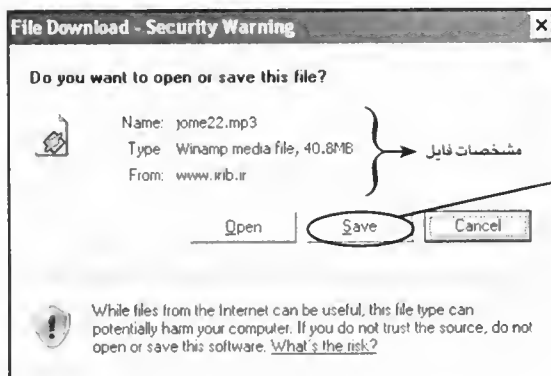 File Download - Security Warning
Do you want to open or save this file?
Name: jome22.mp3
Type Winamp media file, 40.8MB
From: www.irib.ir
مشخصات فایل
Open Save Cancel
While files from the Internet can be useful, this file type can
potentially harm your computer. If you do not trust the source, do not
open or save this software. What's the risk?